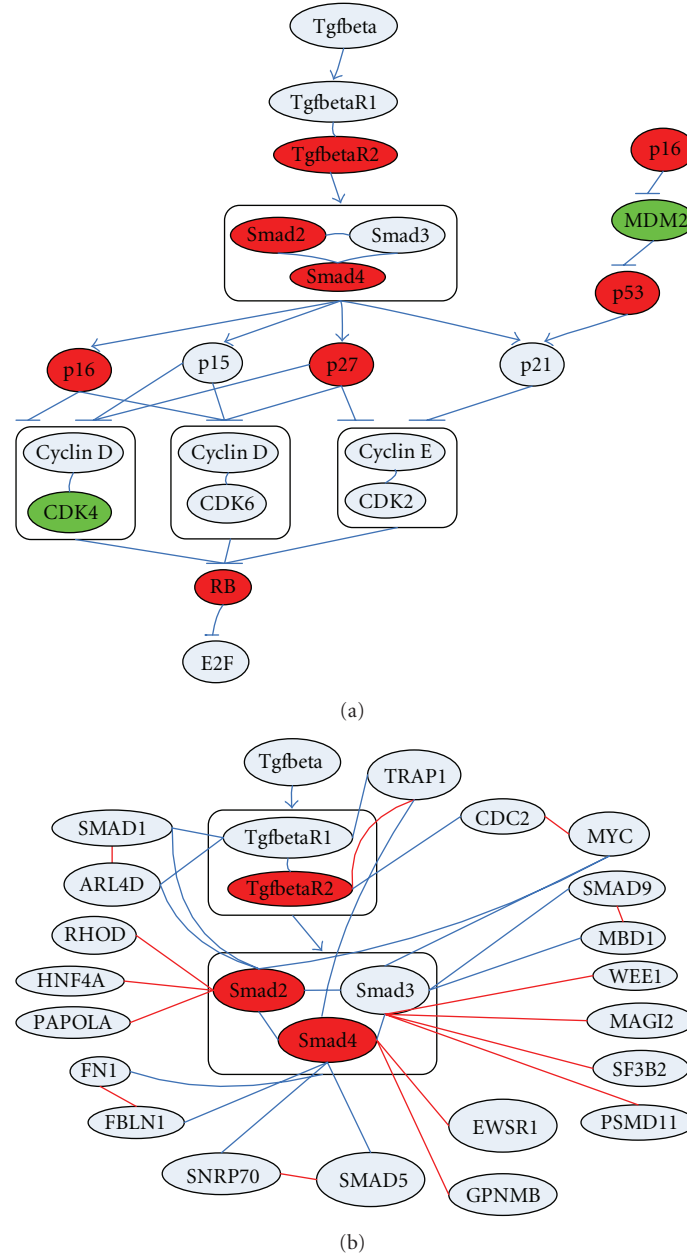 Tgfbeta
TgfbetaR1
TgfbetaR2
p16
MDM2
Smad2
Smad3
Smad4
p53
p16
p15
p27
p21
Cyclin D
Cyclin D
Cyclin E
CDK4
CDK6
CDK2
RB
E2F
(a)
Tgfbeta
TRAP1
SMAD1
TgfbetaR1
CDC2
MYC
ARL4D
TgfbetaR2
SMAD9
RHOD
MBD1
HNF4A
Smad2
Smad3
WEE1
PAPOLA
Smad4
MAGI2
FN1
SF3B2
FBLN1
EWSR1
PSMD11
SNRP70
SMAD5
GPNMB
(b)